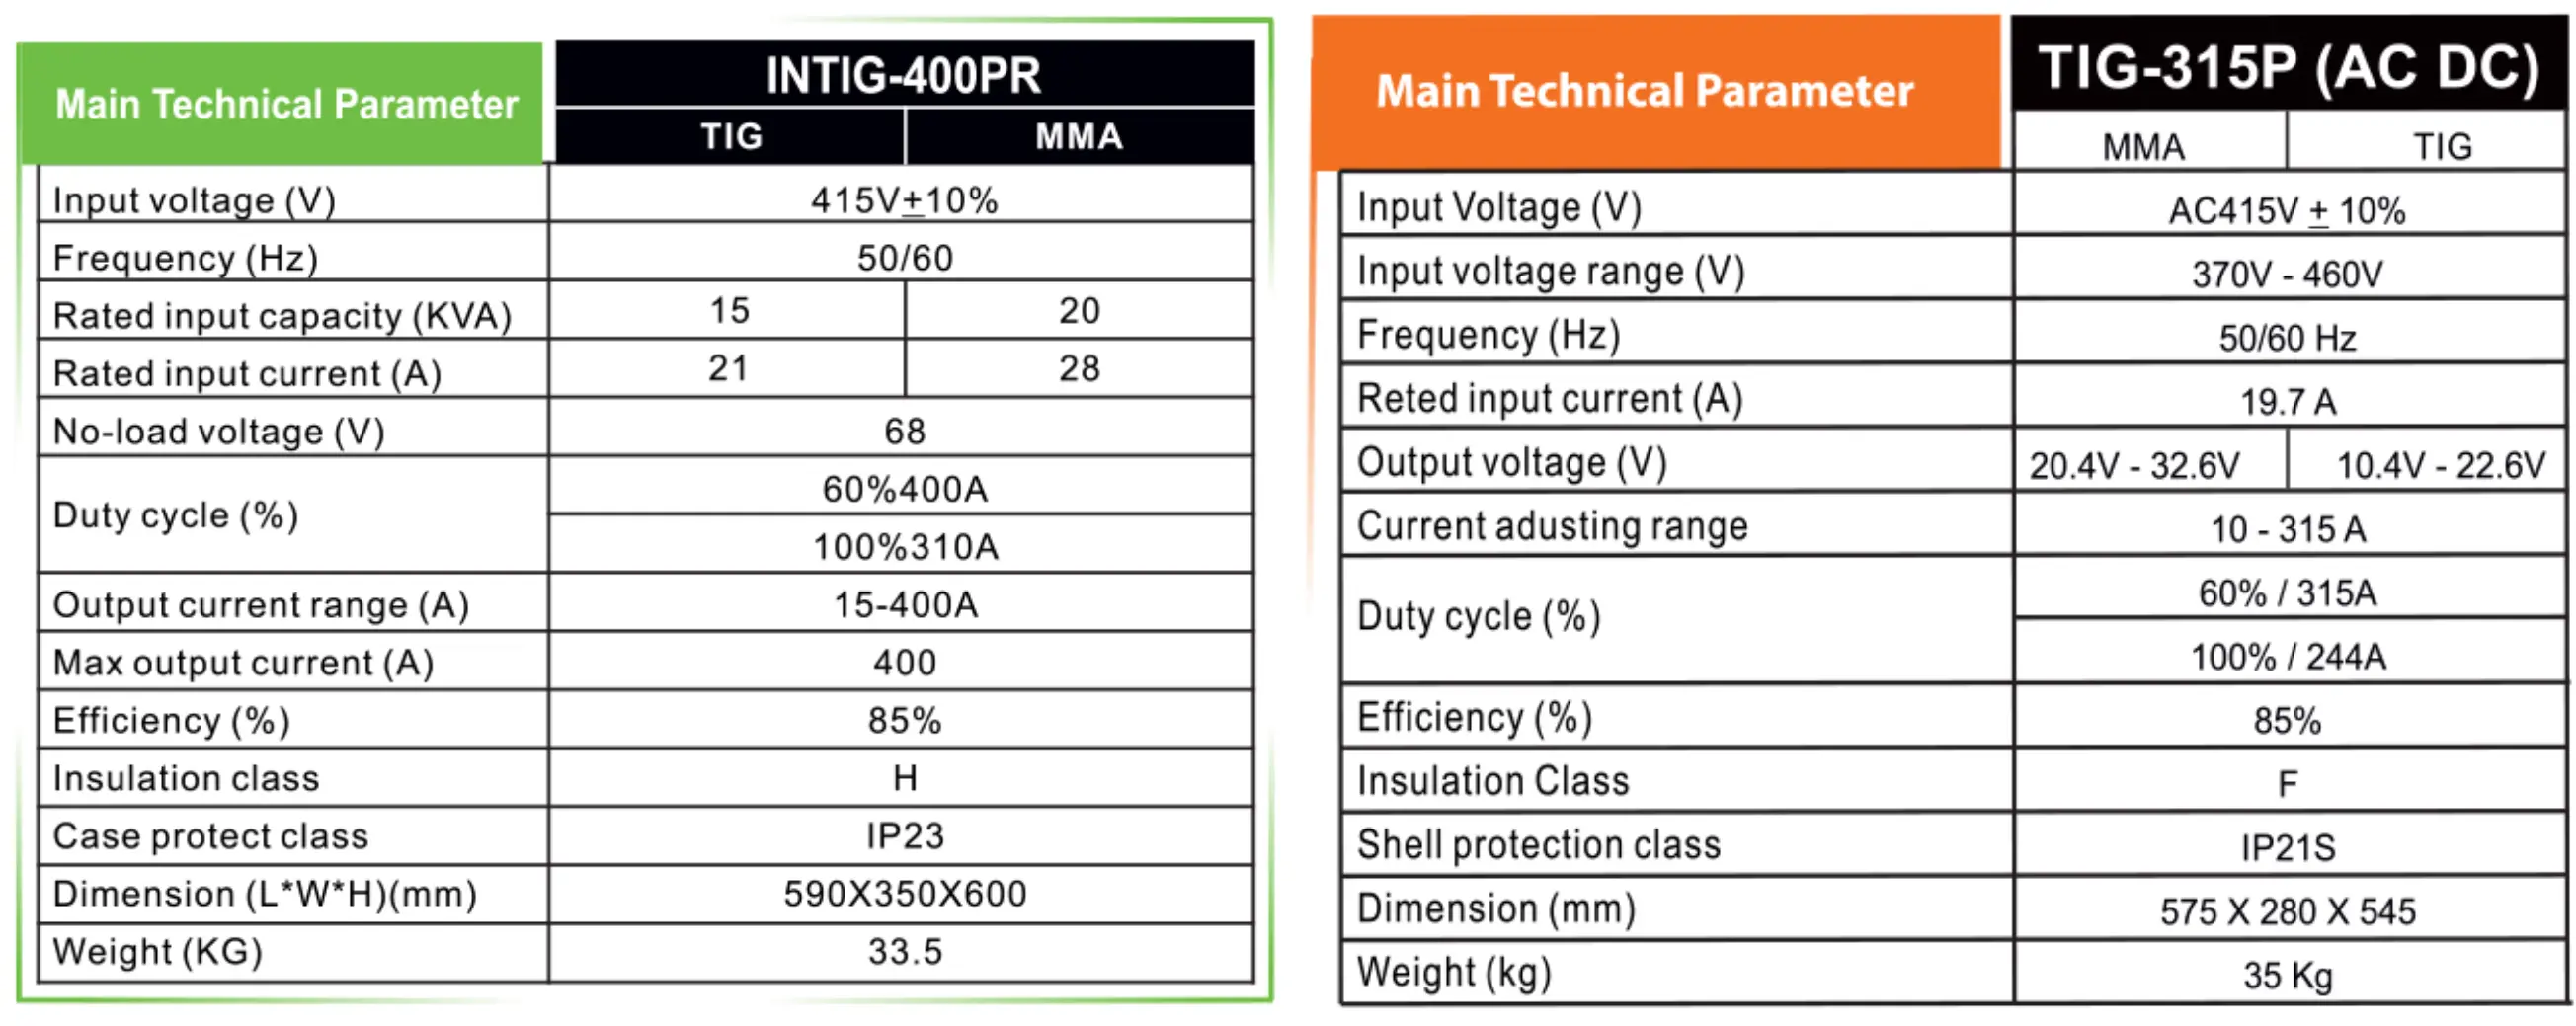 Main Technical Parameter
INTIG-400PR
TIG MMA
Input voltage (V) 415V±10%
Frequency (Hz) 50/60
Rated input capacity (KVA) 15 20
Rated input current (A) 21 28
No-load voltage (V) 68
Duty cycle (%)
60%400A
100%310A
Output current range (A) 15-400A
Max output current (A) 400
Efficiency (%) 85%
Insulation class H
Case protect class IP23
Dimension (L*W*H)(mm) 590X350X600
Weight (KG) 33.5
Main Technical Parameter
TIG-315P (AC DC)
MMA TIG
Input Voltage (V) AC415V ± 10%
Input voltage range (V) 370V - 460V
Frequency (Hz) 50/60 Hz
Reted input current (A) 19.7 A
Output voltage (V) 20.4V - 32.6V 10.4V - 22.6V
Current adusting range 10 - 315 A
Duty cycle (%)
60% / 315A
100% / 244A
Efficiency (%) 85%
Insulation Class F
Shell protection class IP21S
Dimension (mm) 575 X 280 X 545
Weight (kg) 35 Kg